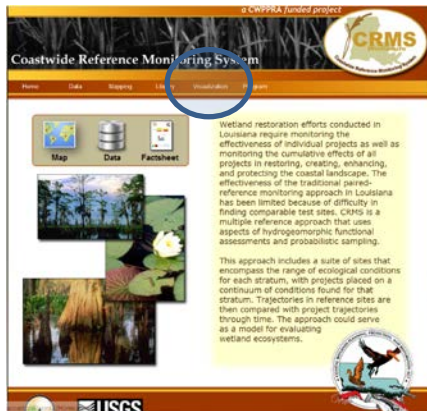 a CWPPRA funded project
CRMS
Coastwide Reference Monitoring System
Home Data Mapping Library Visualization Program
Map Data Factsheet
Wetland restoration efforts conducted in
Louisiana require monitoring the
effectiveness of individual projects as well as
monitoring the cumulative effects of all
projects in restoring, creating, enhancing,
and protecting the coastal landscape. The
effectiveness of the traditional paired-
reference monitoring approach in Louisiana
has been limited because of difficulty in
finding comparable test sites. CRMS is a
multiple reference approach that uses
aspects of hydrogeomorphic functional
assessments and probabilistic sampling.
This approach includes a suite of sites that
encompass the range of ecological conditions
for each stratum, with projects placed on a
continuum of conditions found for that
stratum. Trajectories in reference sites are
then compared with project trajectories
through time. The approach could serve
as a model for evaluating
wetland ecosystems.
USGS